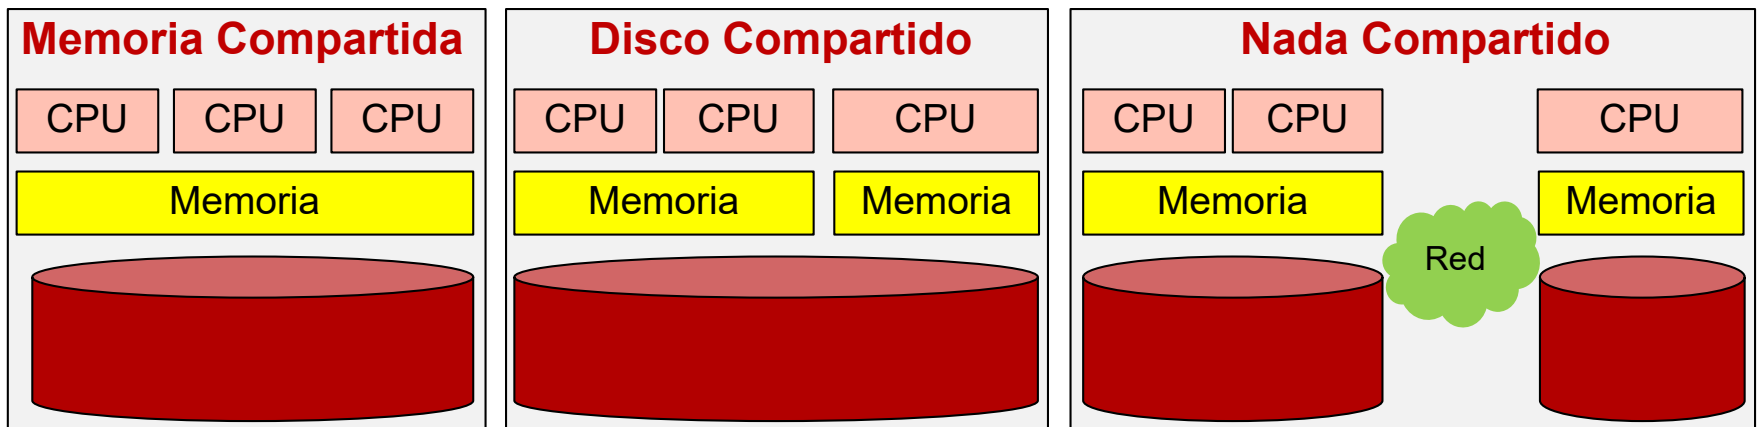 Memoria Compartida
CPU CPU CPU
Memoria
Disco Compartido
CPU CPU CPU
Memoria Memoria
Nada Compartido
CPU CPU CPU
Memoria Memoria
Red